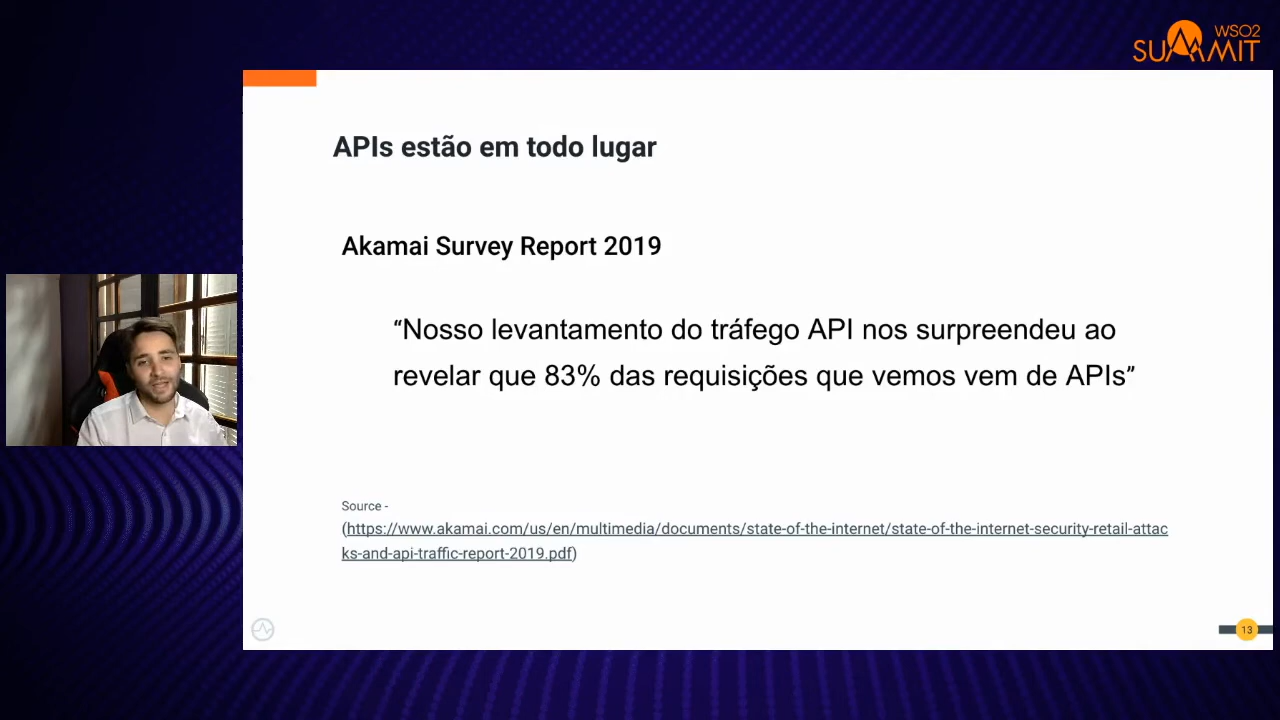 WSO2
SUMMIT
APIs estão em todo lugar
Akamai Survey Report 2019
“Nosso levantamento do tráfego API nos surpreendeu ao
revelar que 83% das requisições que vemos vem de APIs”
Source -
(https://www.akamai.com/us/en/multimedia/documents/state-of-the-internet/state-of-the-internet-security-retail-attac
ks-and-api-traffic-report-2019.pdf)
13